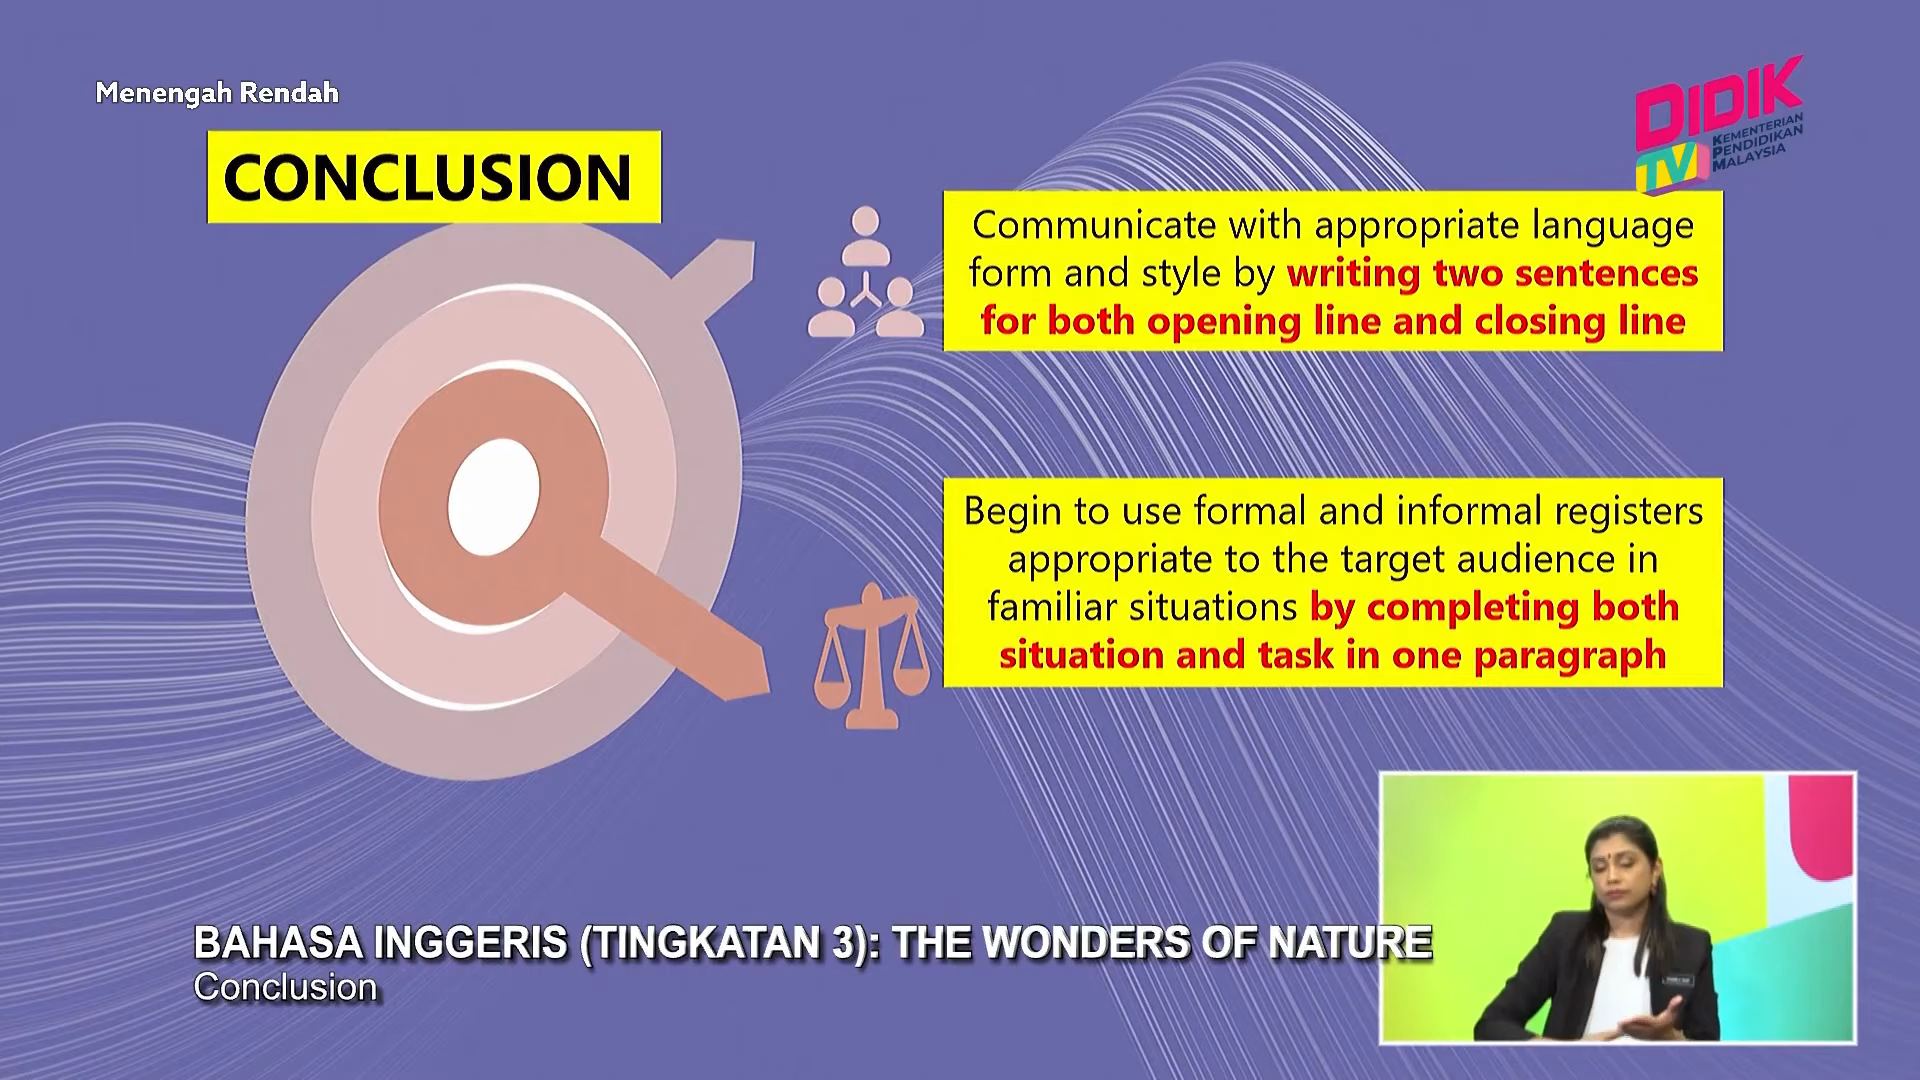 Menengah Rendah
DIDIK
TV
KEMENTERIAN
PENDIDIKAN
MALAYSIA
CONCLUSION
Communicate with appropriate language
form and style by writing two sentences
for both opening line and closing line
Begin to use formal and informal registers
appropriate to the target audience in
familiar situations by completing both
situation and task in one paragraph
BAHASA INGGERIS (TINGKATAN 3): THE WONDERS OF NATURE
Conclusion